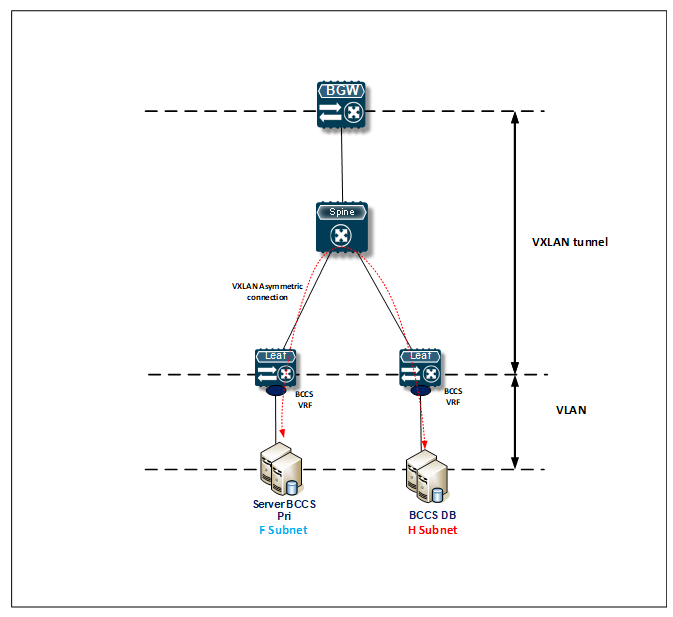 BGW
Spine
VXLAN tunnel
VXLAN Asymmetric
connection
Leaf
Leaf
BCCS
VRF
BCCS
VRF
VLAN
Server BCCS
Pri
F Subnet
BCCS DB
H Subnet